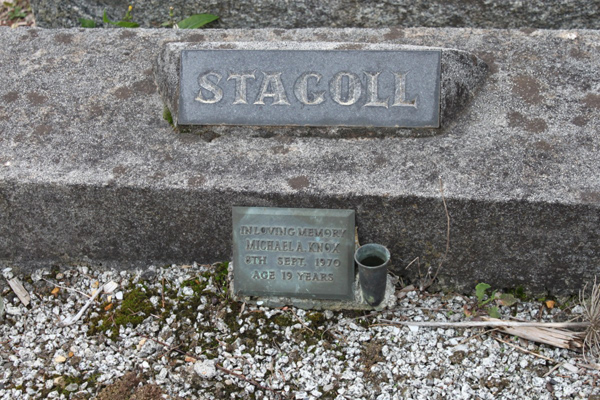 STAGOLL
IN LOVING MEMORY
MICHAELA KNOX
8TH SEPT. 1970
AGE 19 YEARS